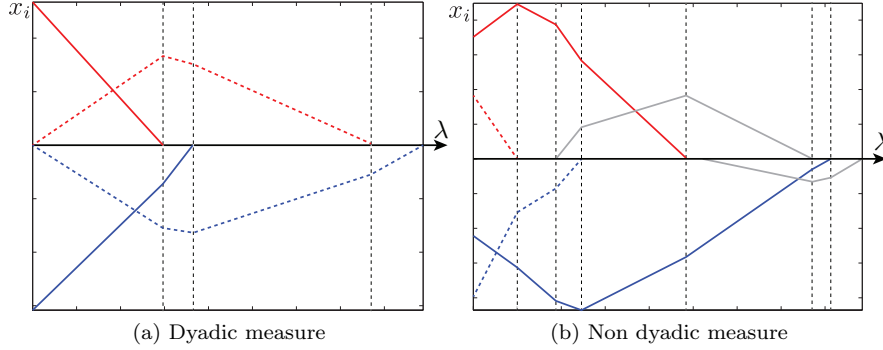 x_i
λ
x_i
λ
(a) Dyadic measure
(b) Non dyadic measure